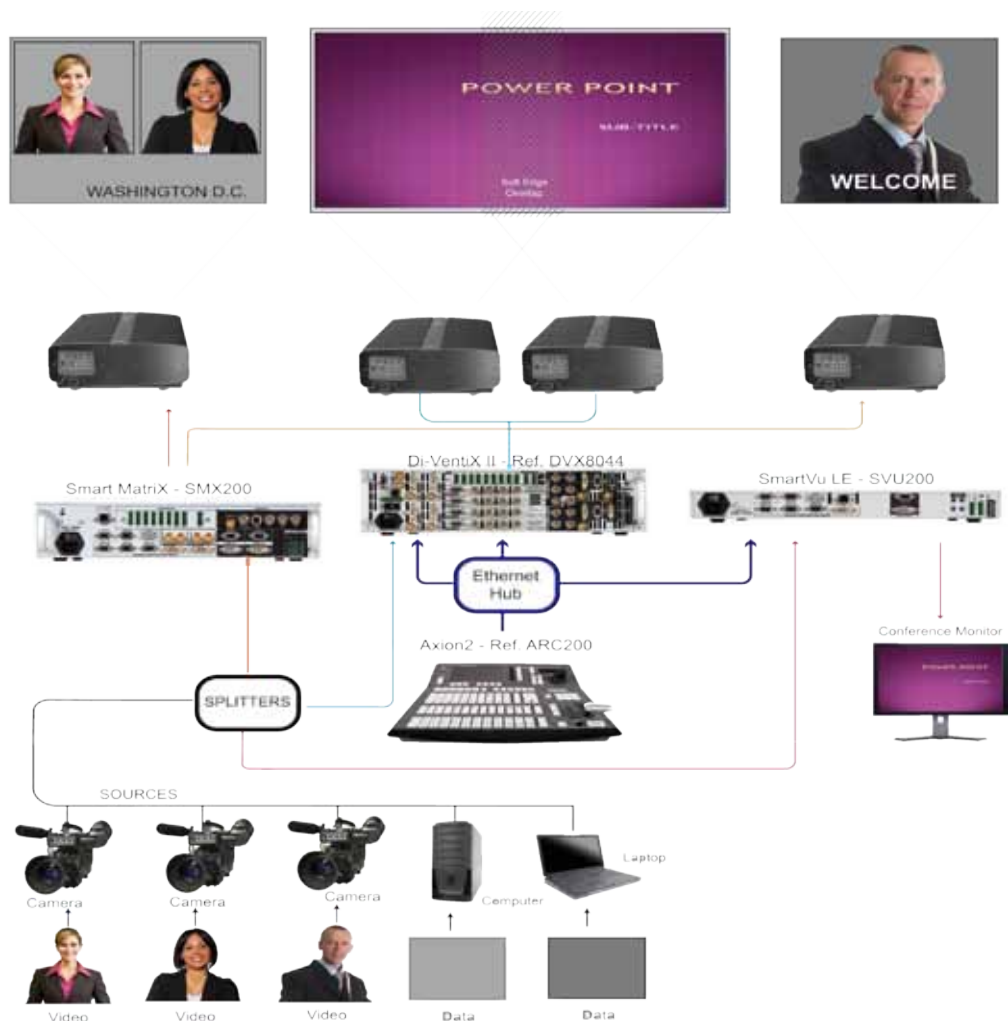 WASHINGTON D.C.
POWER POINT
SUB-TITLE
Soft Edge
Overlap
WELCOME
Di-VentiX II - Ref. DVX8044
Smart MatriX - SMX200
SmartVu LE - SVU200
Ethernet
Hub
Axion2 - Ref. ARC200
Conference Monitor
POWER POINT
SPLITTERS
SOURCES
Camera
Camera
Camera
Computer
Laptop
Video
Video
Video
Data
Data